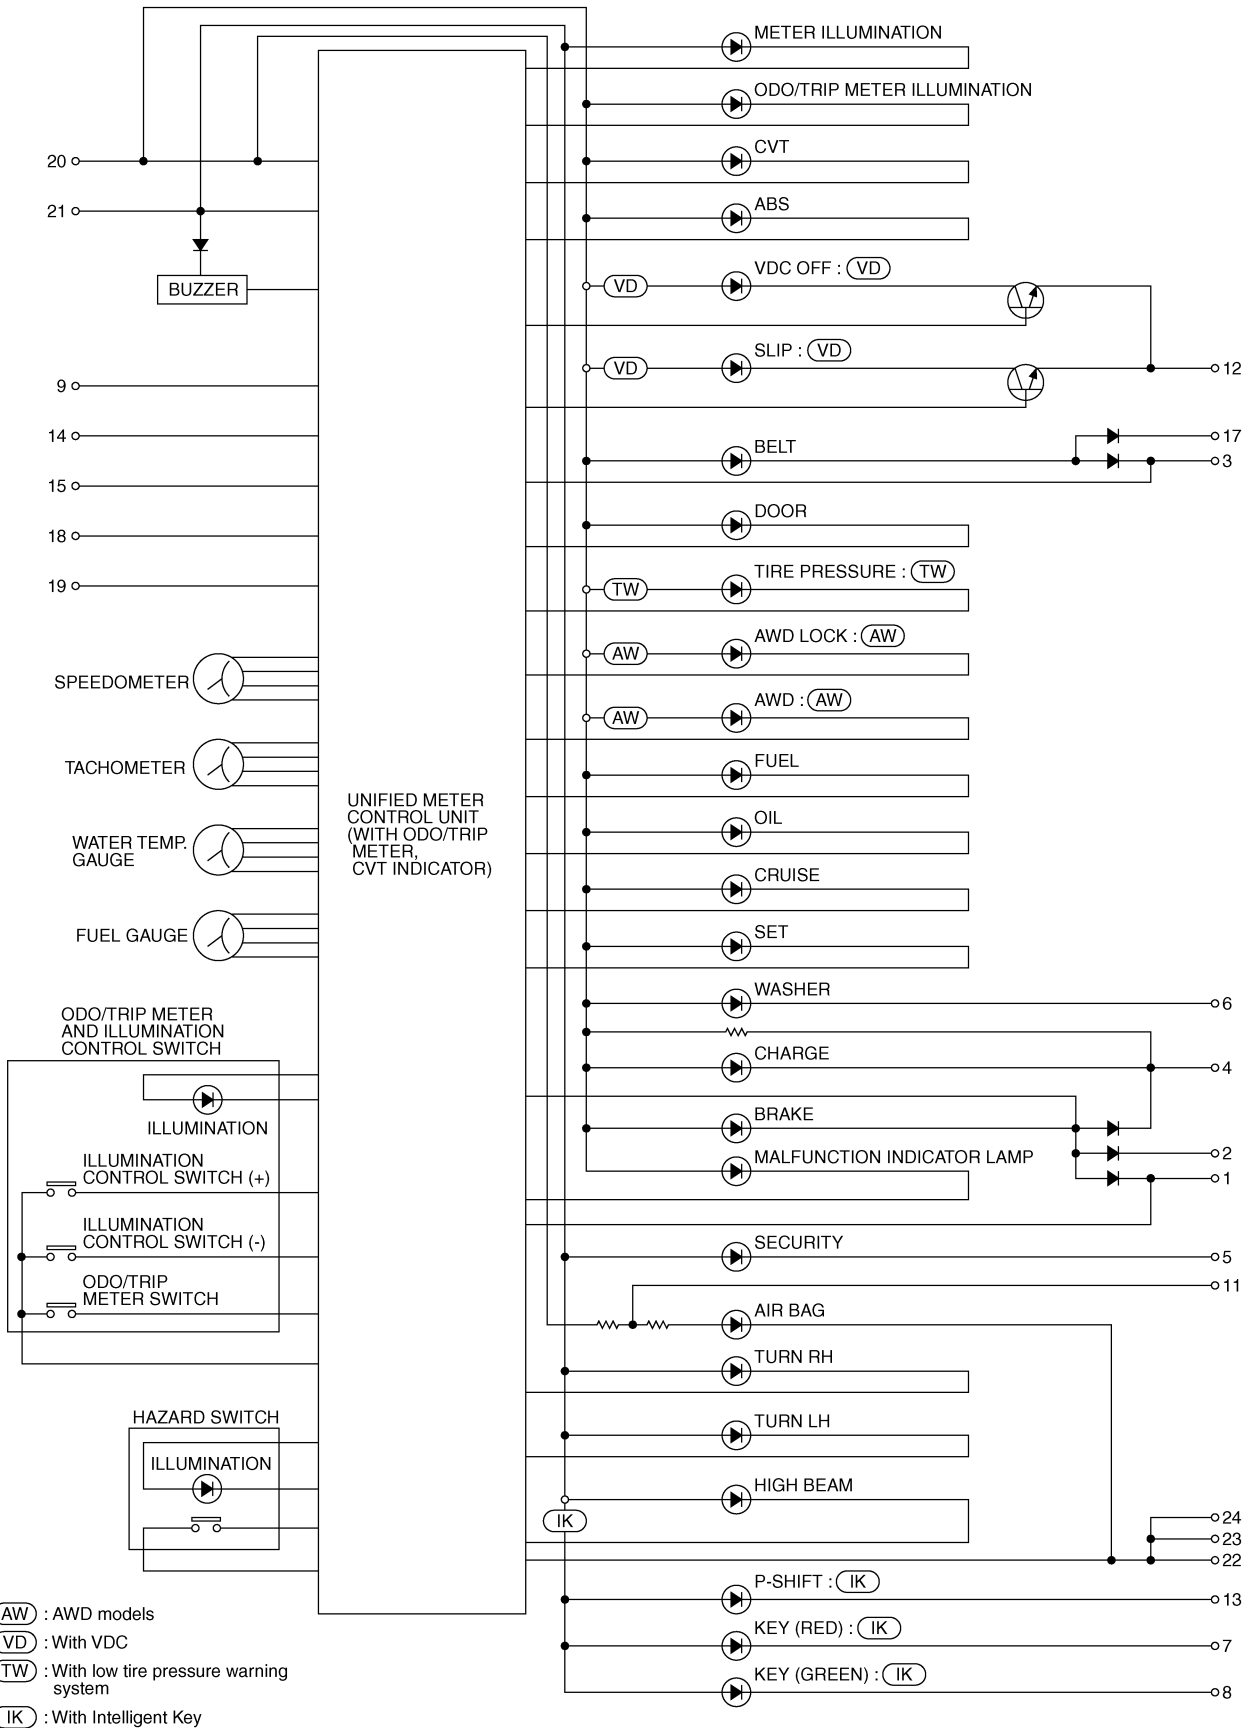 METER ILLUMINATION
ODO/TRIP METER ILLUMINATION
CVT
20
ABS
21
VDC OFF : VD
VD
BUZZER
SLIP : VD
VD
12
9
14
17
BELT
3
15
DOOR
18
TIRE PRESSURE : TW
TW
19
AWD LOCK : AW
AW
SPEEDOMETER
AWD : AW
AW
FUEL
TACHOMETER
UNIFIED METER
CONTROL UNIT
(WITH ODO/TRIP
METER,
CVT INDICATOR)
OIL
WATER TEMP.
GAUGE
CRUISE
FUEL GAUGE
SET
WASHER
6
ODO/TRIP METER
AND ILLUMINATION
CONTROL SWITCH
CHARGE
4
ILLUMINATION
BRAKE
2
MALFUNCTION INDICATOR LAMP
1
ILLUMINATION
CONTROL SWITCH (+)
ILLUMINATION
CONTROL SWITCH (-)
SECURITY
5
ODO/TRIP
METER SWITCH
11
AIR BAG
TURN RH
HAZARD SWITCH
TURN LH
ILLUMINATION
HIGH BEAM
IK
24
23
22
P-SHIFT : IK
13
KEY (RED) : IK
7
KEY (GREEN) : IK
8
AW : AWD models
VD : With VDC
TW : With low tire pressure warning
system
IK : With Intelligent Key